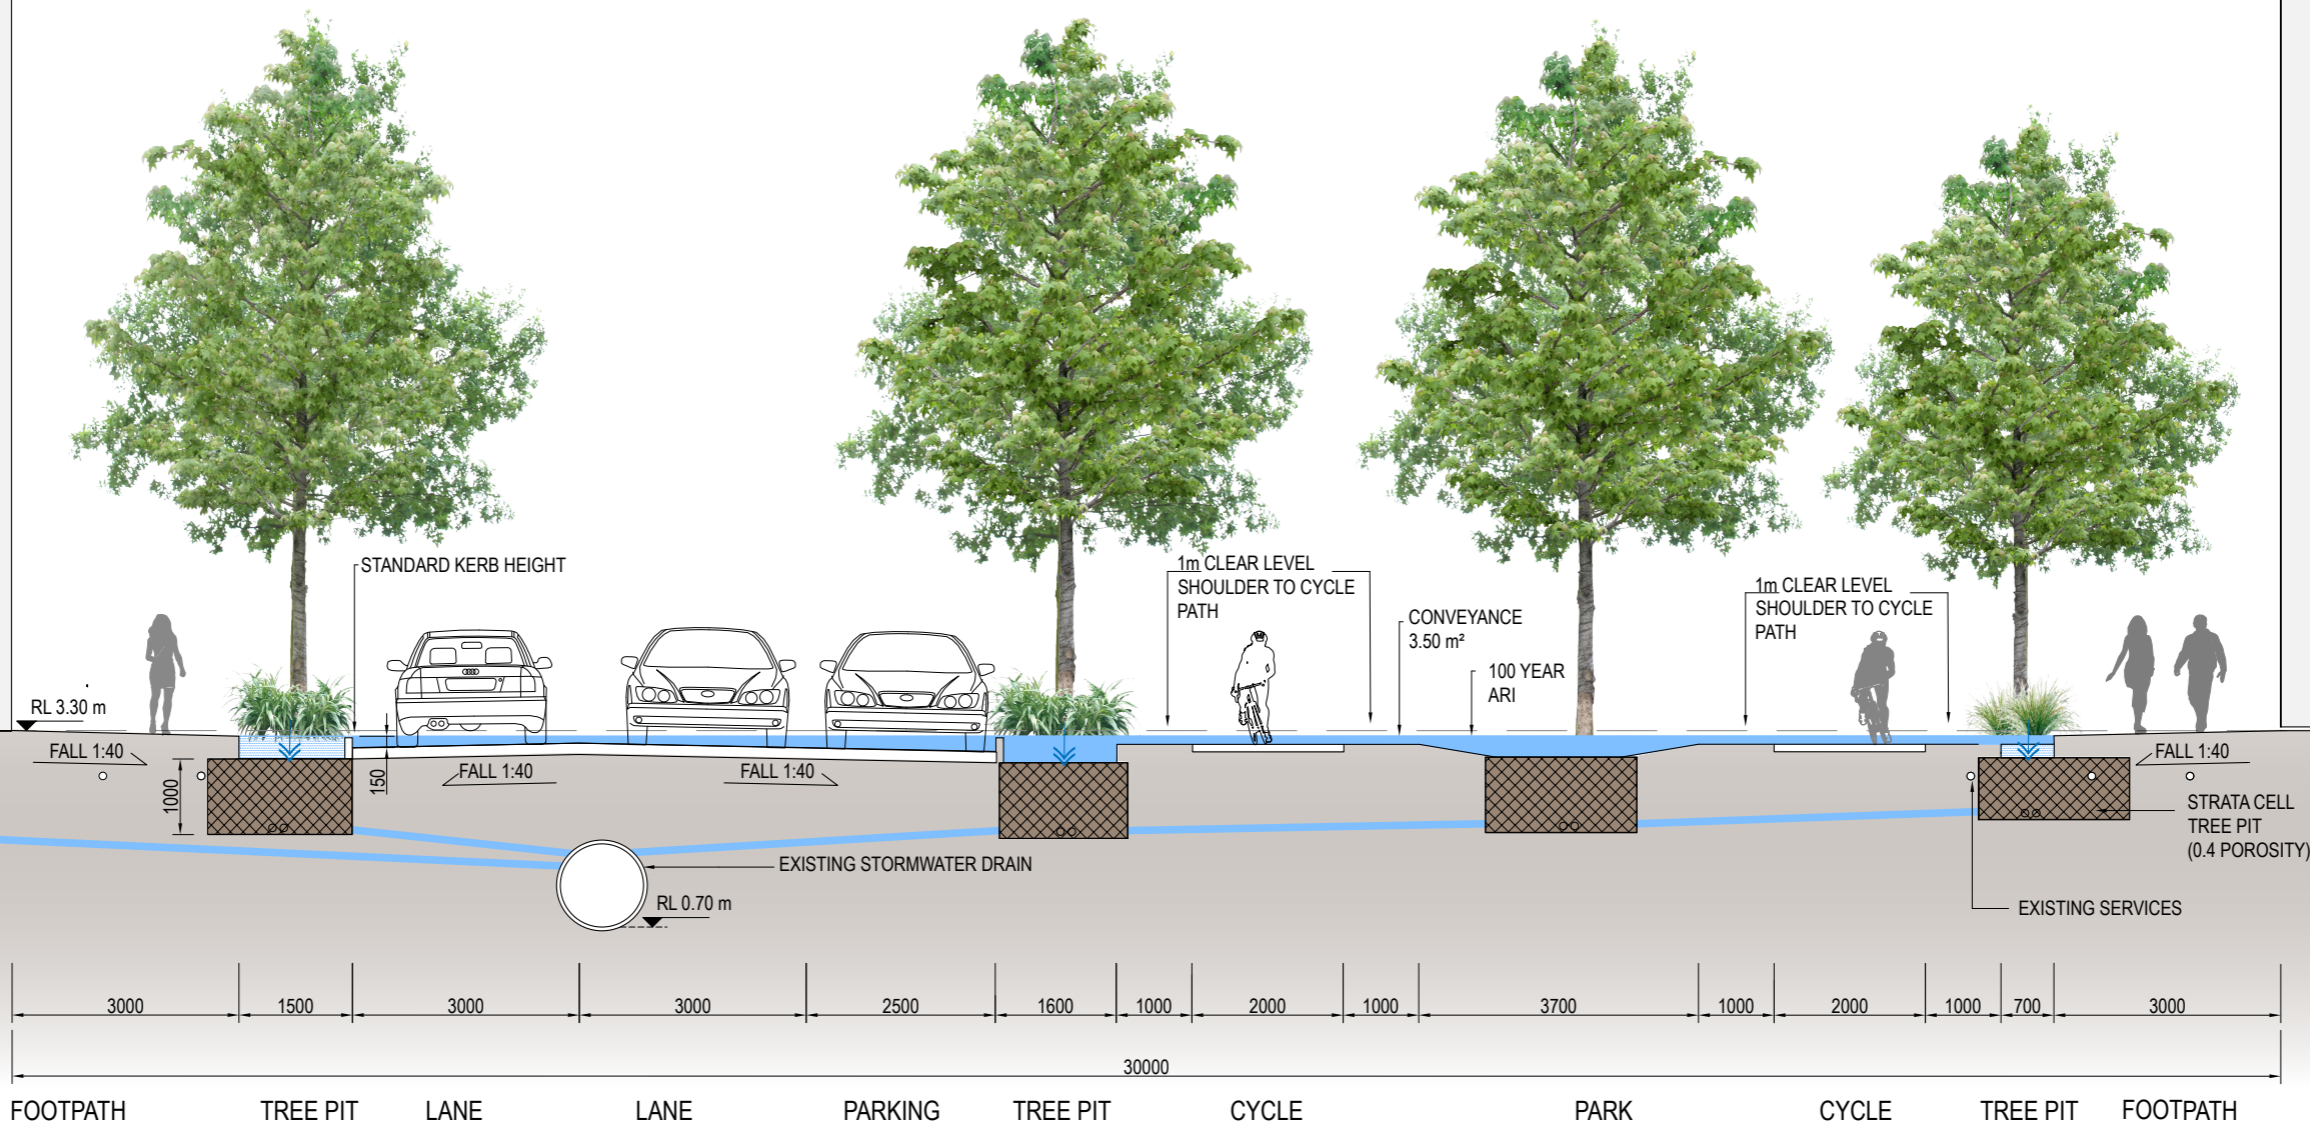 STANDARD KERB HEIGHT
1m CLEAR LEVEL
SHOULDER TO CYCLE
PATH
1m CLEAR LEVEL
SHOULDER TO CYCLE
PATH
CONVEYANCE
3.50 m²
100 YEAR
ARI
RL 3.30 m
FALL 1:40
1000
150
FALL 1:40
FALL 1:40
FALL 1:40
STRATA CELL
TREE PIT
(0.4 POROSITY)
EXISTING STORMWATER DRAIN
RL 0.70 m
EXISTING SERVICES
3000 1500 3000 3000 2500 1600 1000 2000 1000 3700 1000 2000 1000 700 3000
30000
FOOTPATH TREE PIT LANE LANE PARKING TREE PIT CYCLE PARK CYCLE TREE PIT FOOTPATH